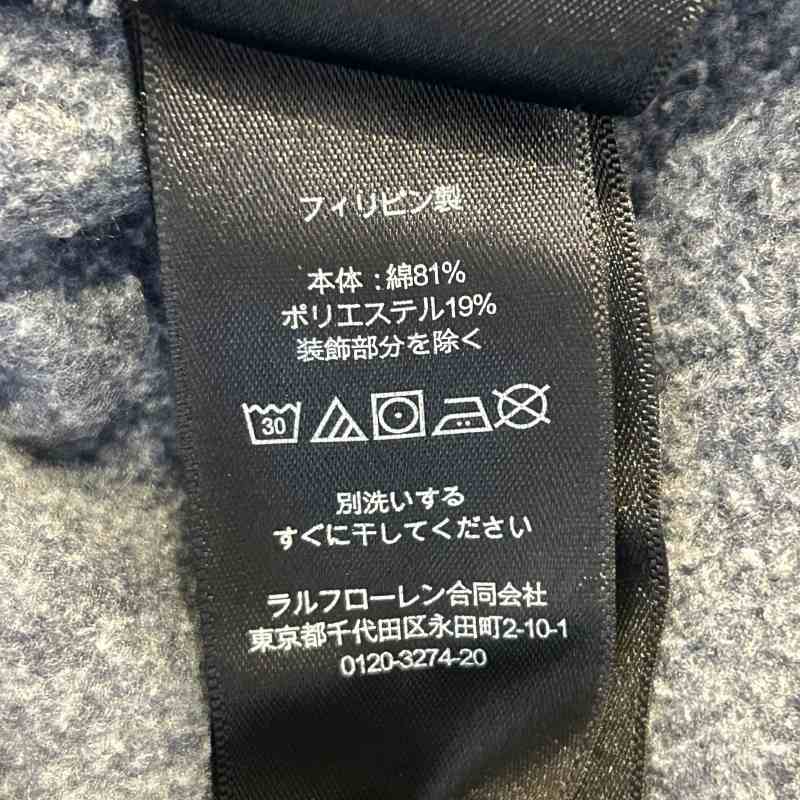 フィリピン製
本体:綿81%
ポリエステル19%
装飾部分を除く
30
別洗いする
すぐに干してください
ラルフローレン合同会社
東京都千代田区永田町2-10-1
0120-3274-20